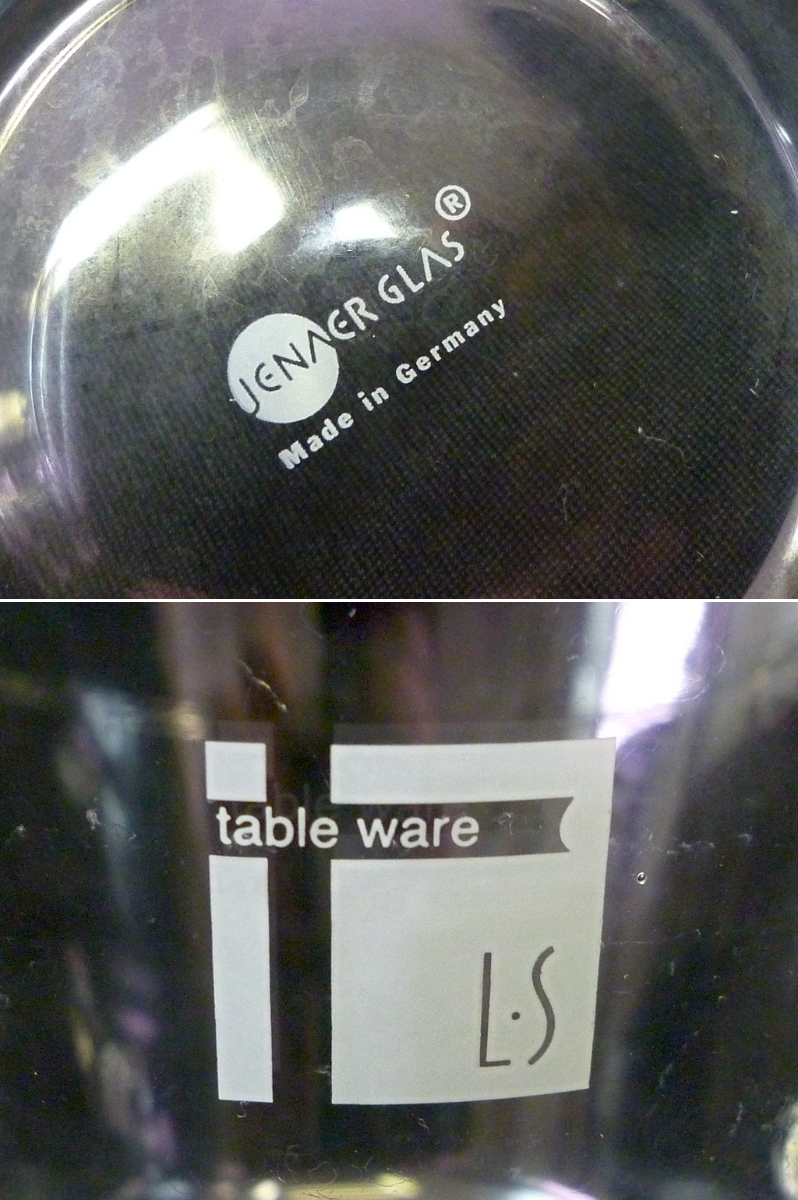 JENAER GLAS®
Made in Germany
table ware
L·S